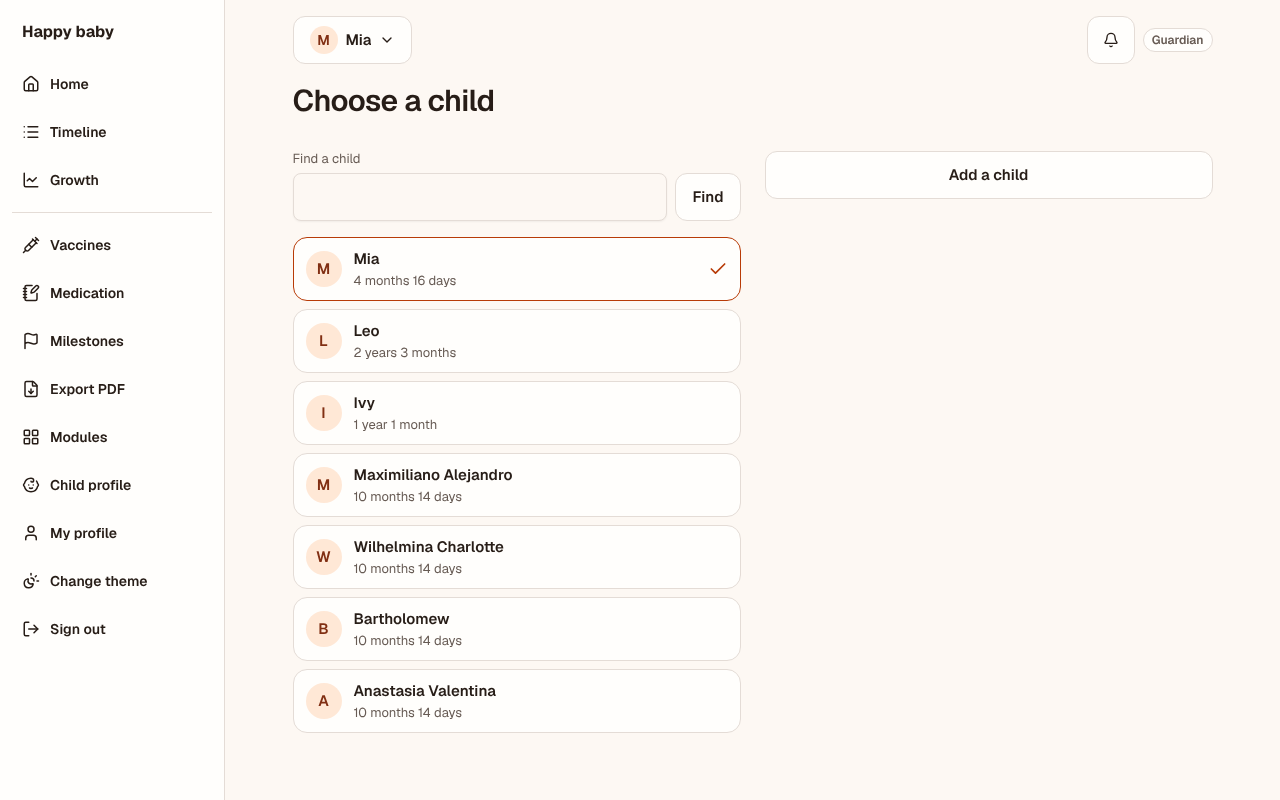 Happy baby
Home
Timeline
Growth
Vaccines
Medication
Milestones
Export PDF
Modules
Child profile
My profile
Change theme
Sign out
M Mia
Guardian
Choose a child
Find a child
Find
Add a child
M
Mia
4 months 16 days
L
Leo
2 years 3 months
I
Ivy
1 year 1 month
M
Maximiliano Alejandro
10 months 14 days
W
Wilhelmina Charlotte
10 months 14 days
B
Bartholomew
10 months 14 days
A
Anastasia Valentina
10 months 14 days